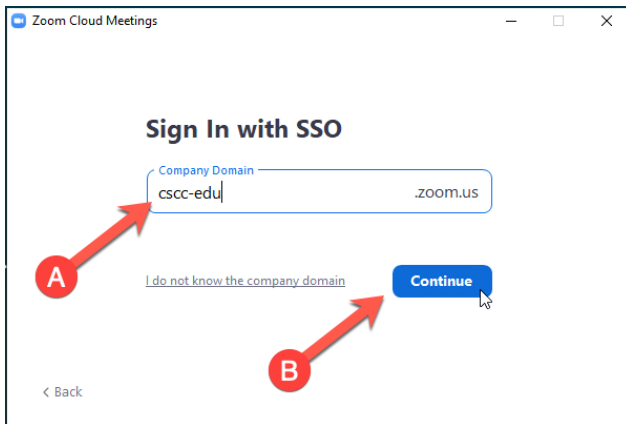 Zoom Cloud Meetings
Sign In with SSO
Company Domain
cscc-edu
.zoom.us
A
I do not know the company domain
Continue
B
< Back